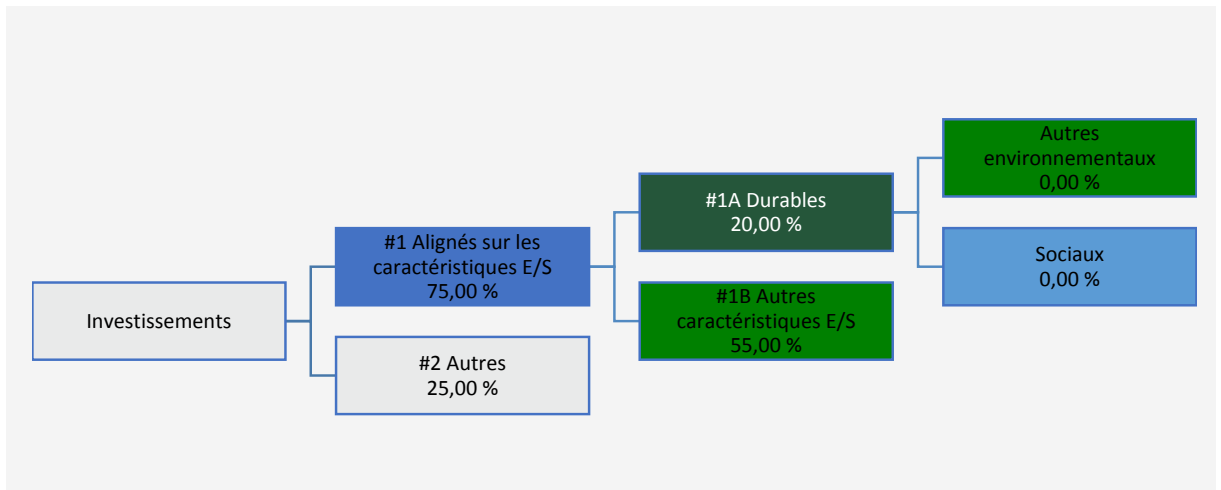 Investissements
#1 Alignés sur les
caractéristiques E/S
75,00 %
#2 Autres
25,00 %
#1A Durables
20,00 %
#1B Autres
caractéristiques E/S
55,00 %
Autres
environnementaux
0,00 %
Sociaux
0,00 %